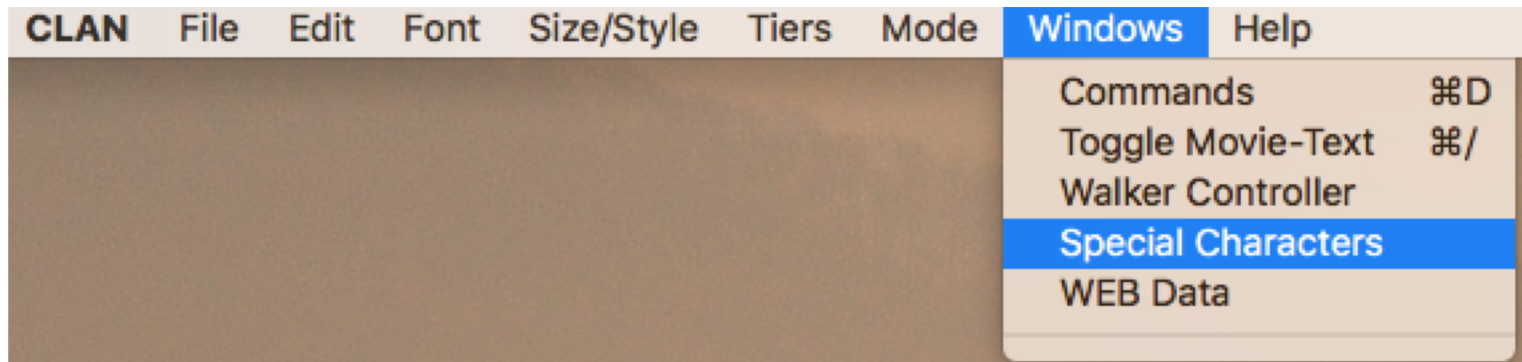 CLAN File Edit Font Size/Style Tiers Mode Windows Help
Commands ⌘D
Toggle Movie-Text ⌘/
Walker Controller
Special Characters
WEB Data